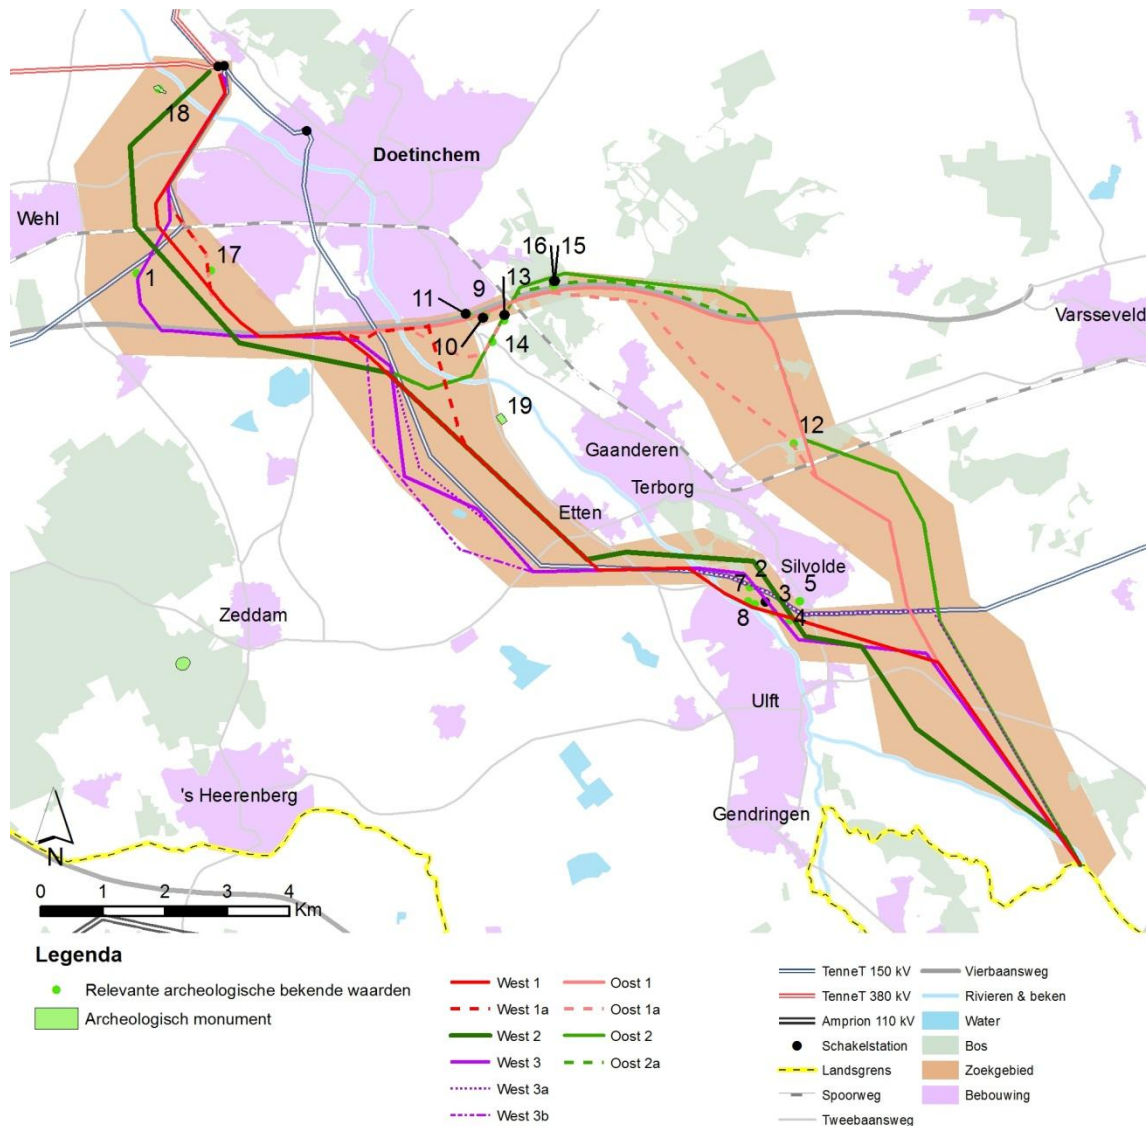 18
Doetinchem
Wehl
16 15
17
1
9
13
11
10
14
Varsseveld
19
12
Gaanderen
Terborg
Etten
2
Silvolde
7
3
5
8
4
Zeddam
Ulft
's Heerenberg
Gendringen
N
0 1 2 3 4
Km
Legenda
Relevante archeologische bekende waarden
Archeologisch monument
West 1
West 1a
West 2
West 3
West 3a
West 3b
Oost 1
Oost 1a
Oost 2
Oost 2a
TenneT 150 kV
TenneT 380 kV
Amprion 110 kV
Schakelstation
Landsgrens
Spoorweg
Tweebaansweg
Vierbaansweg
Rivieren & beken
Water
Bos
Zoekgebied
Bebouwing